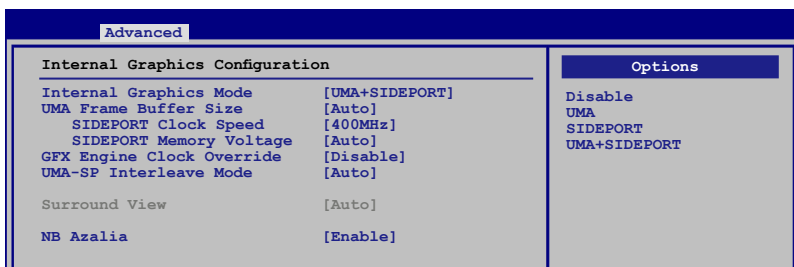 Advanced
Internal Graphics Configuration
Options
Internal Graphics Mode [UMA+SIDEPORT]
UMA Frame Buffer Size [Auto]
SIDEPORT Clock Speed [400MHz]
SIDEPORT Memory Voltage [Auto]
GFX Engine Clock Override [Disable]
UMA-SP Interleave Mode [Auto]
Surround View [Auto]
NB Azalia [Enable]
Disable
UMA
SIDEPORT
UMA+SIDEPORT